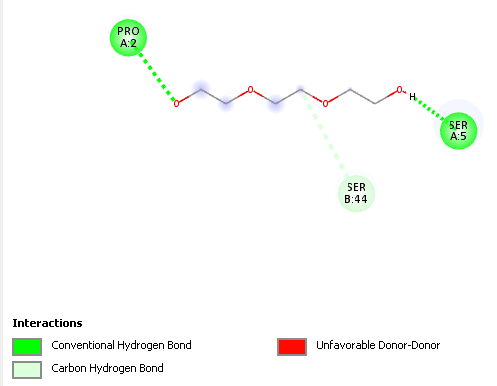 PRO
A:2
O
O
O
O
H
SER
A:5
SER
B:44
Interactions
Conventional Hydrogen Bond
Unfavorable Donor-Donor
Carbon Hydrogen Bond